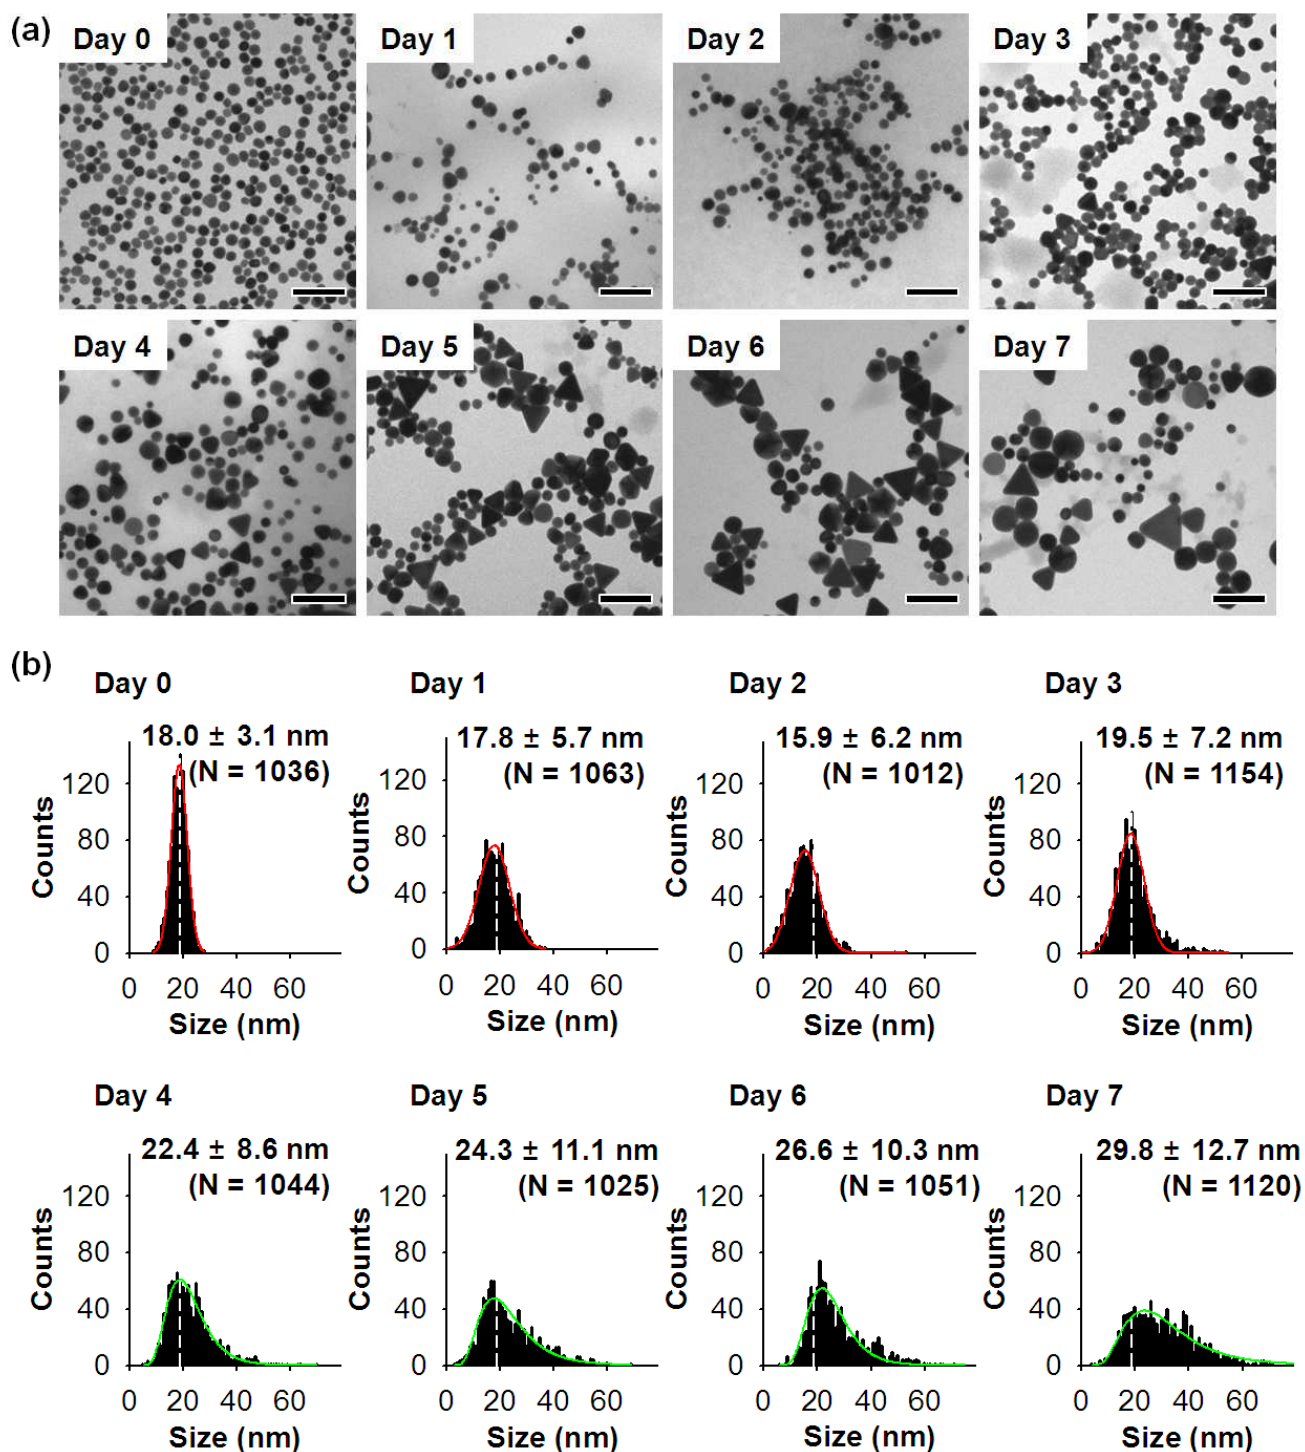 (a)
Day 0
Day 1
Day 2
Day 3
Day 4
Day 5
Day 6
Day 7
(b)
Day 0
18.0 ± 3.1 nm
(N = 1036)
Counts
120
80
40
0
0 20 40 60
Size (nm)
Day 1
17.8 ± 5.7 nm
(N = 1063)
Counts
120
80
40
0
0 20 40 60
Size (nm)
Day 2
15.9 ± 6.2 nm
(N = 1012)
Counts
120
80
40
0
0 20 40 60
Size (nm)
Day 3
19.5 ± 7.2 nm
(N = 1154)
Counts
120
80
40
0
0 20 40 60
Size (nm)
Day 4
22.4 ± 8.6 nm
(N = 1044)
Counts
120
80
40
0
0 20 40 60
Size (nm)
Day 5
24.3 ± 11.1 nm
(N = 1025)
Counts
120
80
40
0
0 20 40 60
Size (nm)
Day 6
26.6 ± 10.3 nm
(N = 1051)
Counts
120
80
40
0
0 20 40 60
Size (nm)
Day 7
29.8 ± 12.7 nm
(N = 1120)
Counts
120
80
40
0
0 20 40 60
Size (nm)